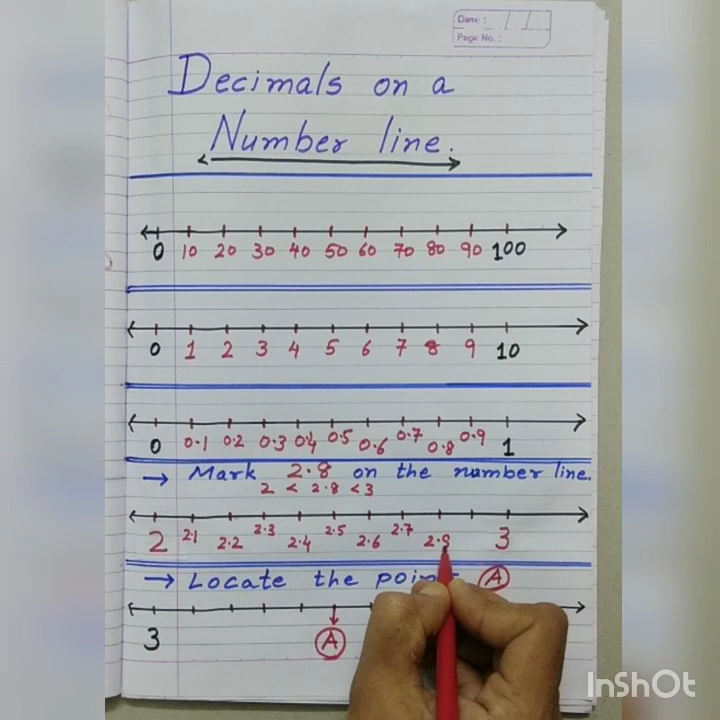 Date :
Page No. :
Decimals on a
Number line.
0 10 20 30 40 50 60 70 80 90 100
0 1 2 3 4 5 6 7 8 9 10
0 0.1 0.2 0.3 0.4 0.5 0.6 0.7 0.8 0.9 1
→ Mark 2.8 on the number line.
2 < 2.8 < 3
2 2.1 2.2 2.3 2.4 2.5 2.6 2.7 2.8 3
→ Locate the point A
3 A
InShOt